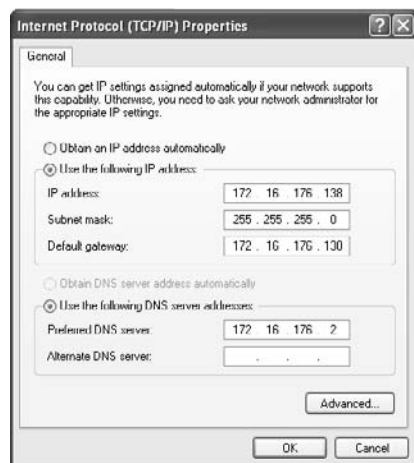 Internet Protocol (TCP/IP) Properties
General
You can get IP settings assigned automatically if your network supports
this capability. Otherwise, you need to ask your network administrator for
the appropriate IP settings.
Obtain an IP address automatically
Use the following IP address:
IP address: 172 . 16 . 176 . 138
Subnet mask: 255 . 255 . 255 . 0
Default gateway: 172 . 16 . 176 . 130
Obtain DNS server address automatically
Use the following DNS server addresses:
Preferred DNS server: 172 . 16 . 176 . 2
Alternate DNS server: . . .
Advanced...
OK Cancel